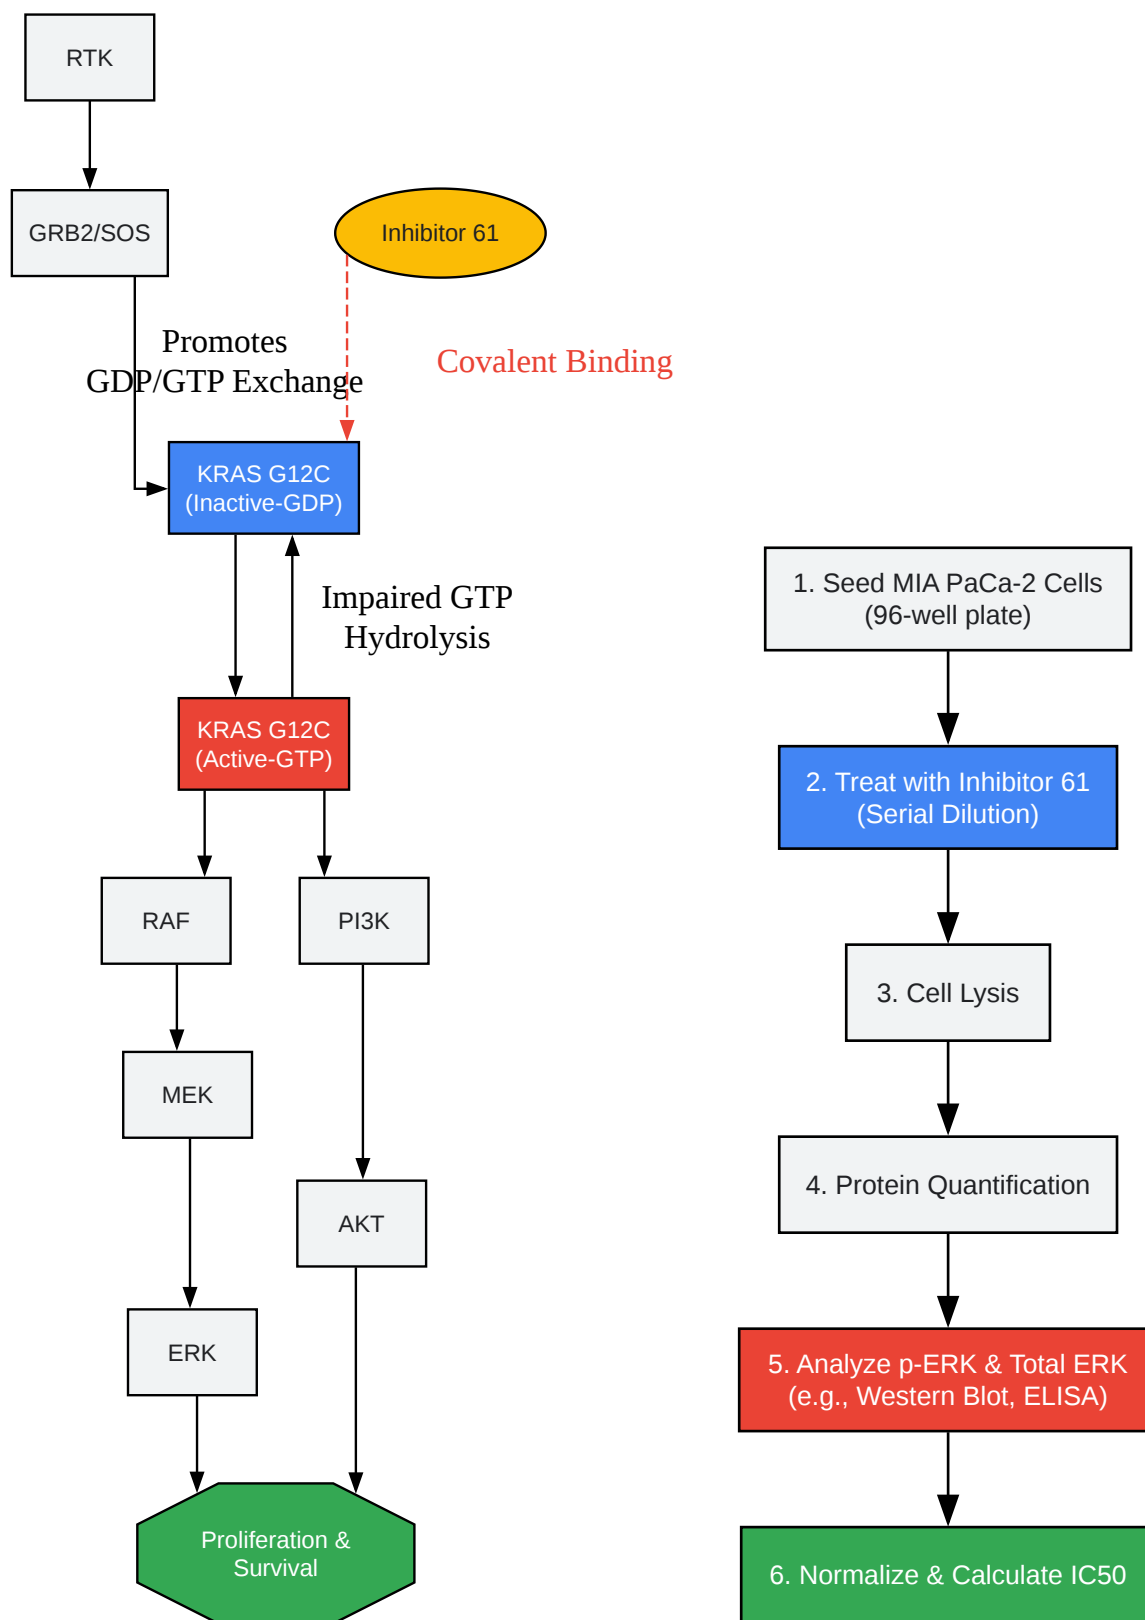 RTK
GRB2/SOS
Inhibitor 61
Promotes
GDP/GTP Exchange
Covalent Binding
KRAS G12C
(Inactive-GDP)
Impaired GTP
Hydrolysis
KRAS G12C
(Active-GTP)
RAF
PI3K
MEK
AKT
ERK
Proliferation &
Survival
1. Seed MIA PaCa-2 Cells
(96-well plate)
2. Treat with Inhibitor 61
(Serial Dilution)
3. Cell Lysis
4. Protein Quantification
5. Analyze p-ERK & Total ERK
(e.g., Western Blot, ELISA)
6. Normalize & Calculate IC50